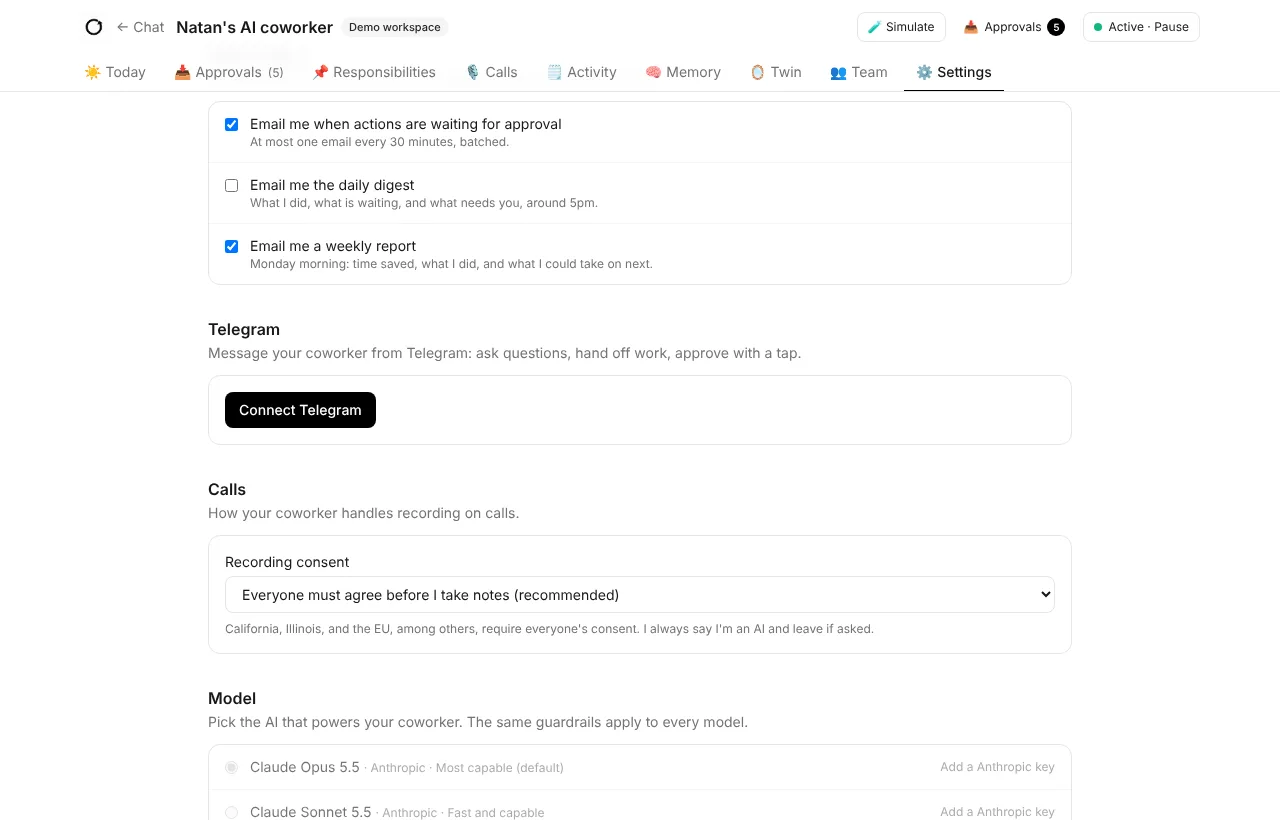 ← Chat Natan's AI coworker Demo workspace 🧪 Simulate 📥 Approvals 5 Active · Pause
☀️ Today 📥 Approvals (5) 📌 Responsibilities 🎙️ Calls 🗒️ Activity 🧠 Memory 🪞 Twin 👥 Team ⚙️ Settings
Email me when actions are waiting for approval
At most one email every 30 minutes, batched.
Email me the daily digest
What I did, what is waiting, and what needs you, around 5pm.
Email me a weekly report
Monday morning: time saved, what I did, and what I could take on next.
Telegram
Message your coworker from Telegram: ask questions, hand off work, approve with a tap.
Connect Telegram
Calls
How your coworker handles recording on calls.
Recording consent
Everyone must agree before I take notes (recommended)
California, Illinois, and the EU, among others, require everyone's consent. I always say I'm an AI and leave if asked.
Model
Pick the AI that powers your coworker. The same guardrails apply to every model.
Claude Opus 5.5 · Anthropic · Most capable (default) Add a Anthropic key
Claude Sonnet 5.5 · Anthropic · Fast and capable Add a Anthropic key